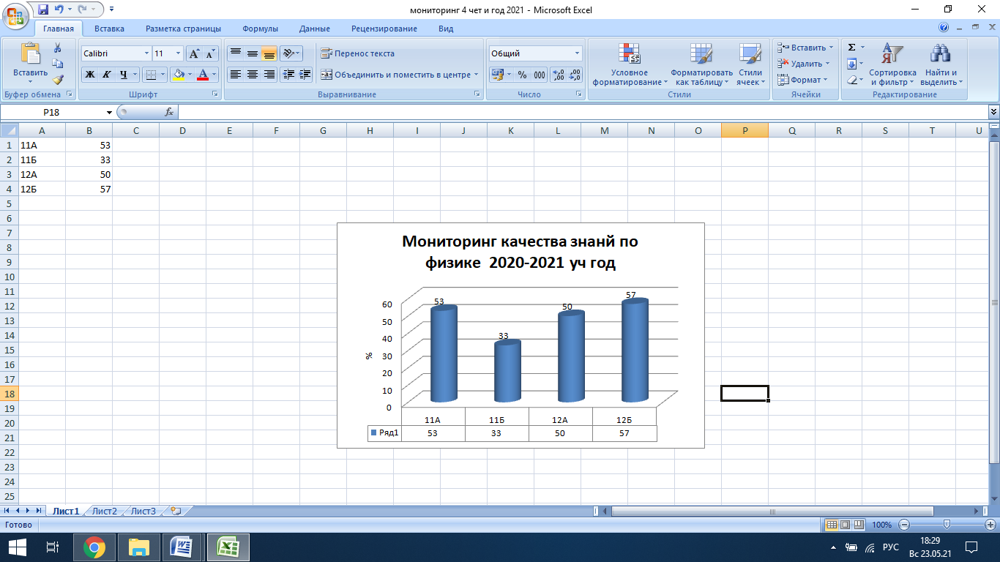 мониторинг 4 чет и год 2021 - Microsoft Excel
Главная Вставка Разметка страницы Формулы Данные Рецензирование Вид
Вставить
Буфер обмена
Calibri 11
Ж К Ч
Шрифт
Перенос текста
Объединить и поместить в центре
Выравнивание
Общий
% 000
Число
Условное форматирование
Форматировать как таблицу
Стили ячеек
Стили
Вставить
Удалить
Формат
Ячейки
Σ
Сортировка и фильтр
Найти и выделить
Редактирование
P18 fx
A B C D E F G H I J K L M N O P Q R S T U
1 11А 53
2 11Б 33
3 12А 50
4 12Б 57
5
6
7
8
9
10
11
12
13
14
15
16
17
18
19
20
21
22
23
24
25
Мониторинг качества знанй по
физике 2020-2021 уч год
60
50
40
30
20
10
0
%
53 33 50 57
11А 11Б 12А 12Б
Ряд1 53 33 50 57
Лист1 Лист2 Лист3
Готово 100%
РУС
18:29
Вс 23.05.21